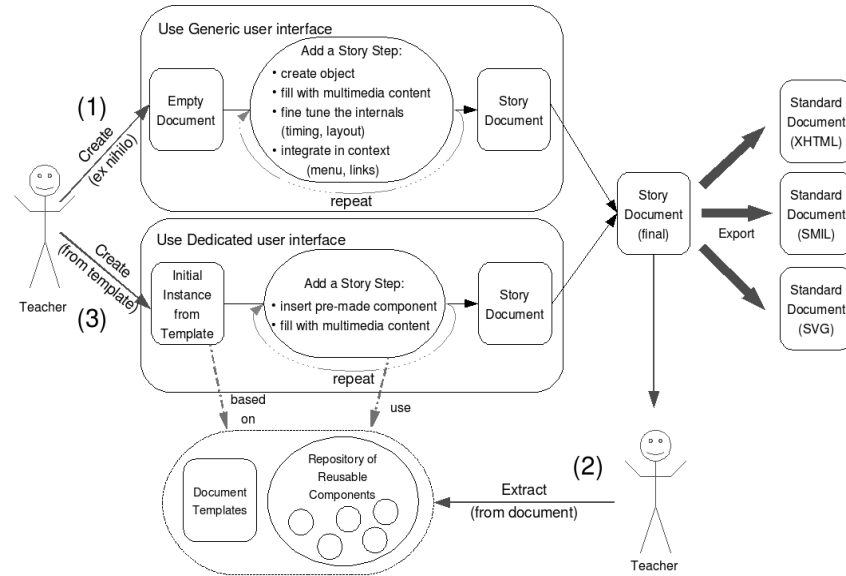 Use Generic user interface
(1)
Create
(ex nihilo)
Empty
Document
Add a Story Step:
• create object
• fill with multimedia content
• fine tune the internals
(timing, layout)
• integrate in context
(menu, links)
repeat
Story
Document
Teacher
Create
(from template)
(3)
Use Dedicated user interface
Initial
Instance
from
Template
Add a Story Step:
• insert pre-made component
• fill with multimedia content
repeat
Story
Document
Story
Document
(final)
Export
Standard
Document
(XHTML)
Standard
Document
(SMIL)
Standard
Document
(SVG)
based
on
use
Document
Templates
Repository of
Reusable
Components
(2)
Extract
(from document)
Teacher